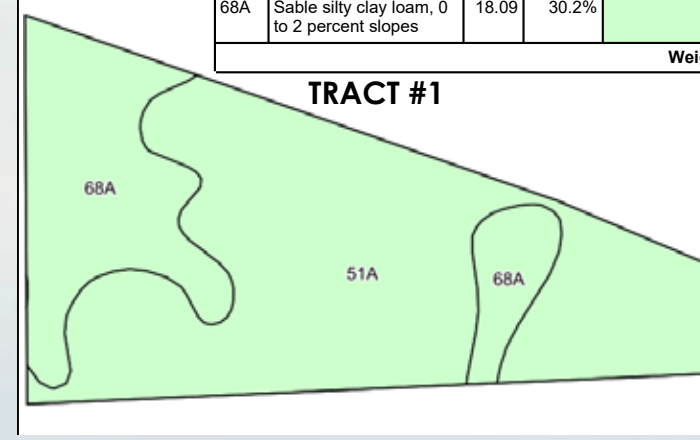 68A Sable silty clay loam, 0 18.09 30.2%
to 2 percent slopes
TRACT #1
68A
51A
68A